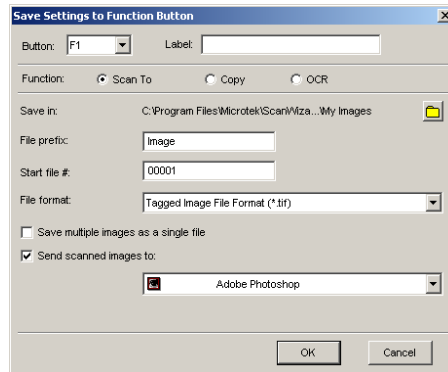 Save Settings to Function Button
Button: F1 Label:
Function: Scan To Copy OCR
Save in: C:\Program Files\Microtek\ScanWiza...\My Images
File prefix: Image
Start file #: 00001
File format: Tagged Image File Format (*.tif)
Save multiple images as a single file
Send scanned images to:
Adobe Photoshop
OK Cancel